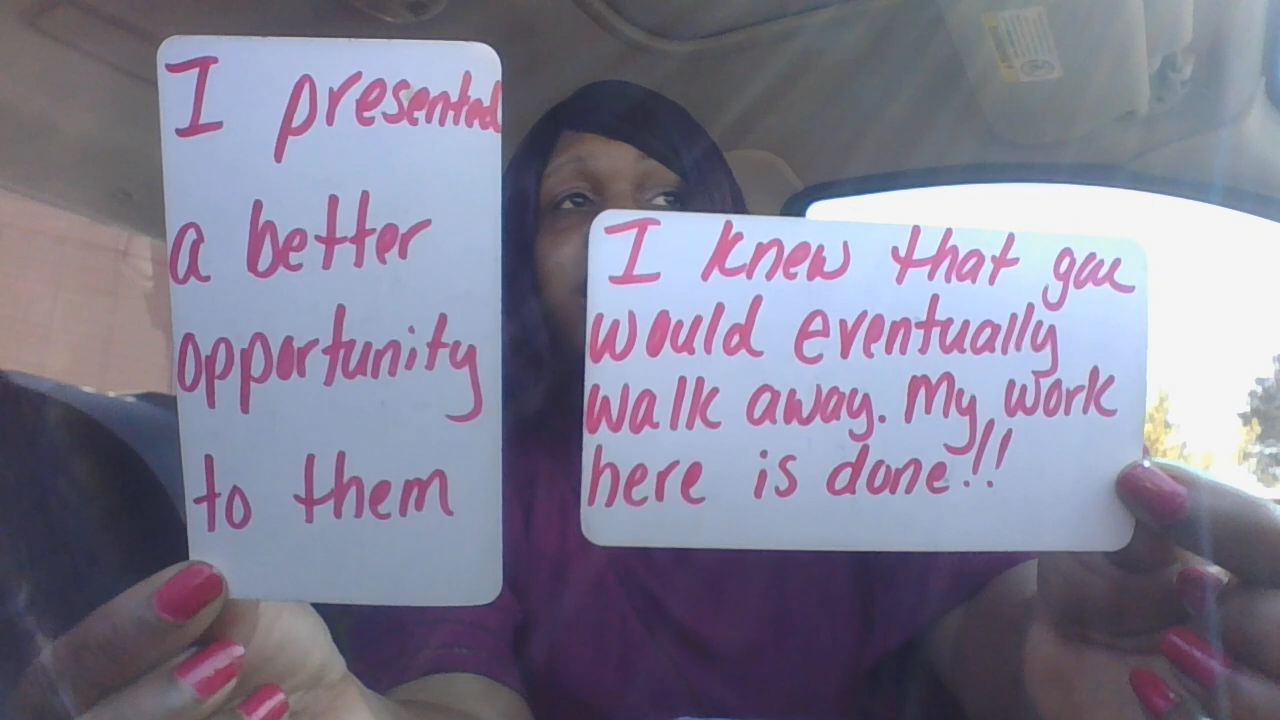 I presented
a better
opportunity
to them
I knew that you
would eventually
walk away. My work
here is done!!